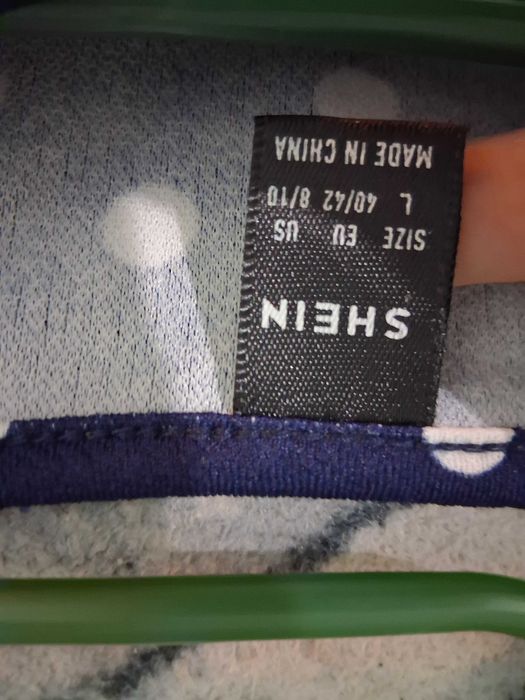 SHEIN
SIZE EU US
L 40/42 8/10
MADE IN CHINA